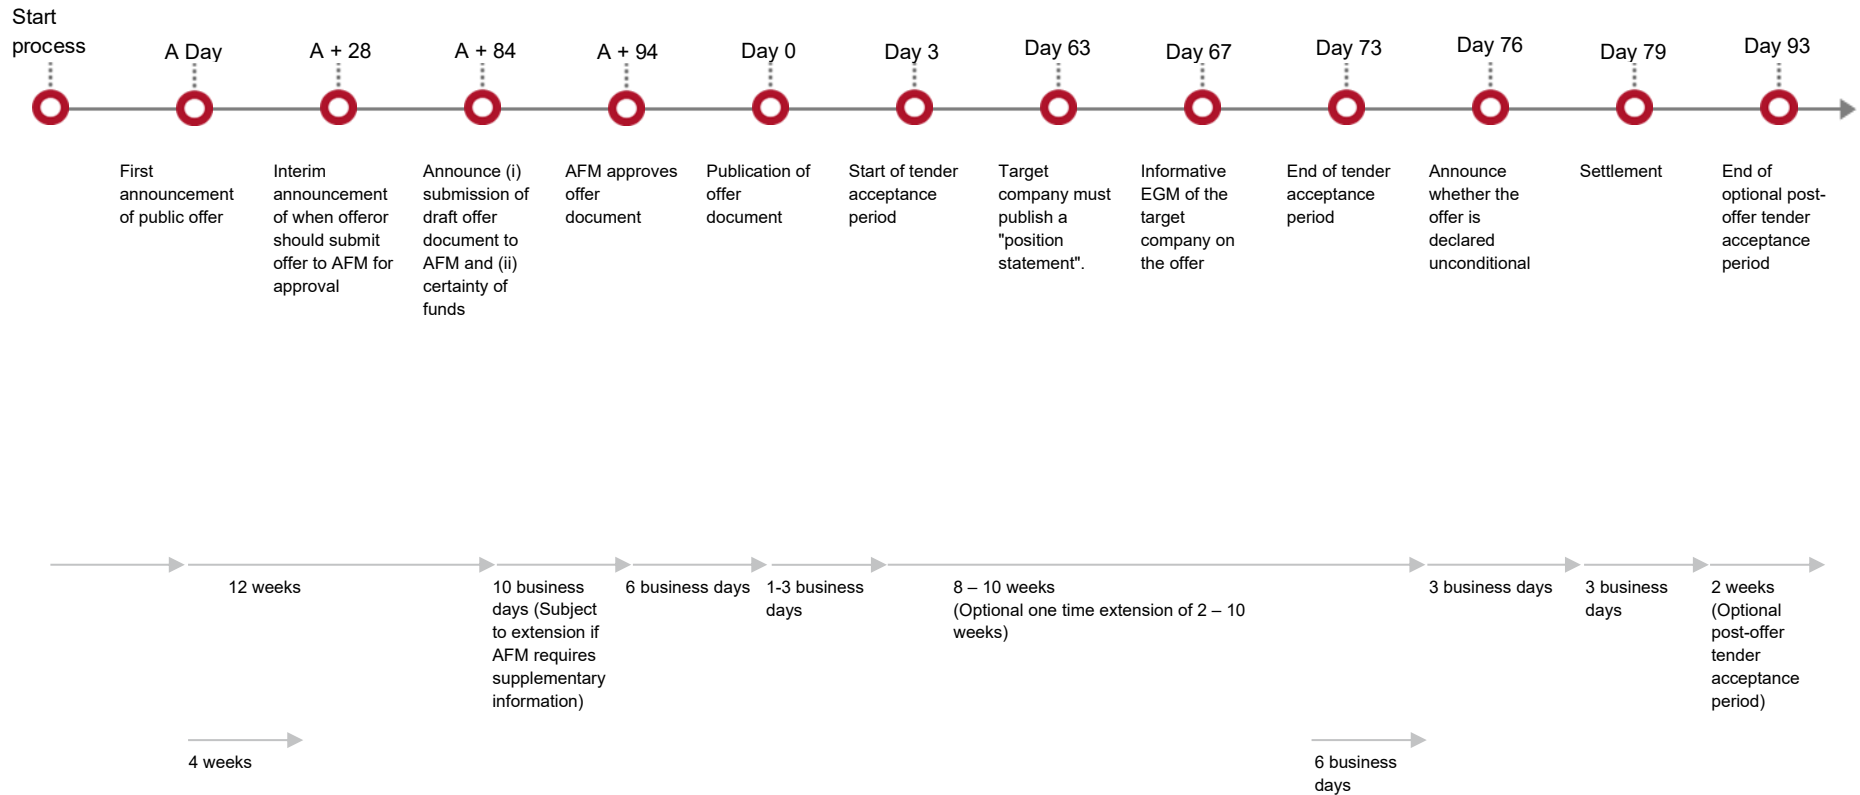 Start
process
A Day
A + 28
A + 84
A + 94
Day 0
Day 3
Day 63
Day 67
Day 73
Day 76
Day 79
Day 93
First
announcement
of public offer
Interim
announcement
of when offeror
should submit
offer to AFM for
approval
Announce (i)
submission of
draft offer
document to
AFM and (ii)
certainty of
funds
AFM approves
offer
document
Publication of
offer
document
Start of tender
acceptance
period
Target
company must
publish a
"position
statement".
Informative
EGM of the
target
company on
the offer
End of tender
acceptance
period
Announce
whether the
offer is
declared
unconditional
Settlement
End of
optional post-
offer tender
acceptance
period
12 weeks
10 business
days (Subject
to extension if
AFM requires
supplementary
information)
6 business days
1-3 business
days
8 – 10 weeks
(Optional one time extension of 2 – 10
weeks)
3 business days
3 business
days
2 weeks
(Optional
post-offer
tender
acceptance
period)
4 weeks
6 business
days